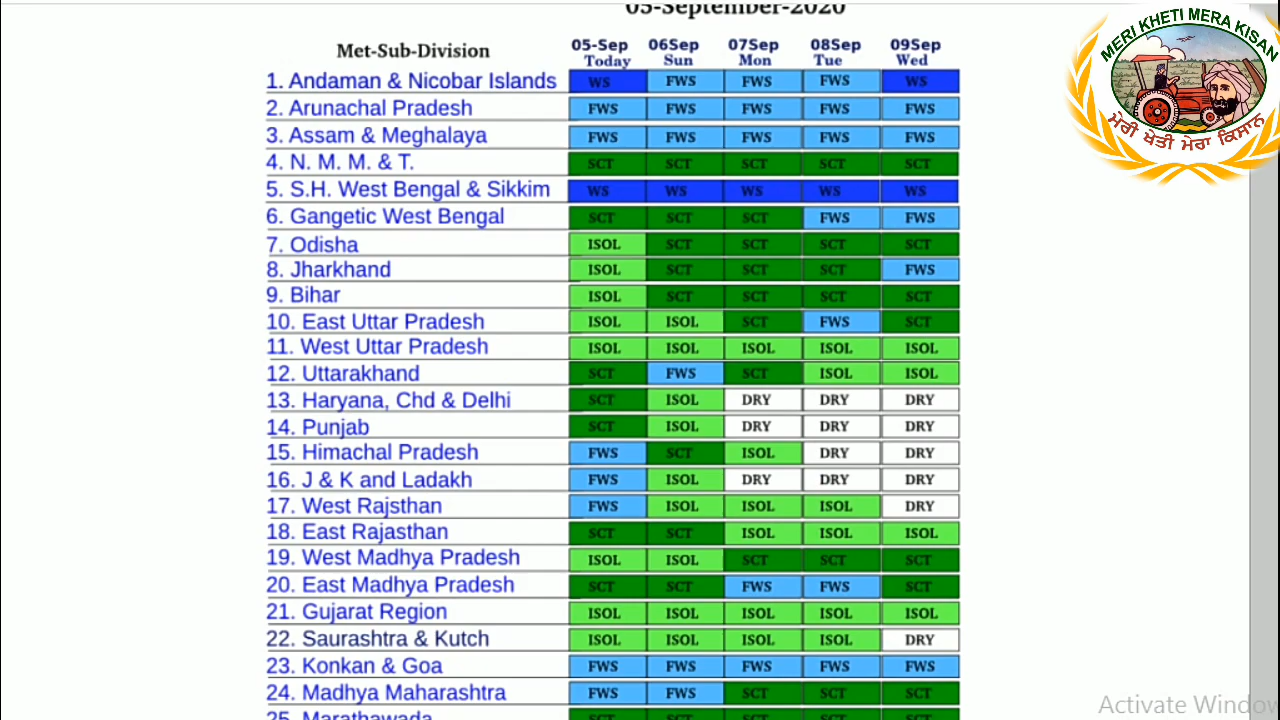 05-September-2020
Met-Sub-Division 05-Sep Today 06Sep Sun 07Sep Mon 08Sep Tue 09Sep Wed
1. Andaman & Nicobar Islands WS FWS FWS FWS WS
2. Arunachal Pradesh FWS FWS FWS FWS FWS
3. Assam & Meghalaya FWS FWS FWS FWS FWS
4. N. M. M. & T. SCT SCT SCT SCT SCT
5. S.H. West Bengal & Sikkim WS WS WS WS WS
6. Gangetic West Bengal SCT SCT SCT FWS FWS
7. Odisha ISOL SCT SCT SCT SCT
8. Jharkhand ISOL SCT SCT SCT FWS
9. Bihar ISOL SCT SCT SCT SCT
10. East Uttar Pradesh ISOL ISOL SCT FWS SCT
11. West Uttar Pradesh ISOL ISOL ISOL ISOL ISOL
12. Uttarakhand SCT FWS SCT ISOL ISOL
13. Haryana, Chd & Delhi SCT ISOL DRY DRY DRY
14. Punjab SCT ISOL DRY DRY DRY
15. Himachal Pradesh FWS SCT ISOL DRY DRY
16. J & K and Ladakh FWS ISOL DRY DRY DRY
17. West Rajsthan FWS ISOL ISOL ISOL DRY
18. East Rajasthan SCT SCT ISOL ISOL ISOL
19. West Madhya Pradesh ISOL ISOL SCT SCT SCT
20. East Madhya Pradesh SCT SCT FWS FWS SCT
21. Gujarat Region ISOL ISOL ISOL ISOL ISOL
22. Saurashtra & Kutch ISOL ISOL ISOL ISOL DRY
23. Konkan & Goa FWS FWS FWS FWS FWS
24. Madhya Maharashtra FWS FWS SCT SCT SCT
25. Marathawada SCT SCT SCT SCT SCT
MERI KHETI MERA KISAN
ਮੇਰੀ ਖੇਤੀ ਮੇਰਾ ਕਿਸਾਨ
Activate Window